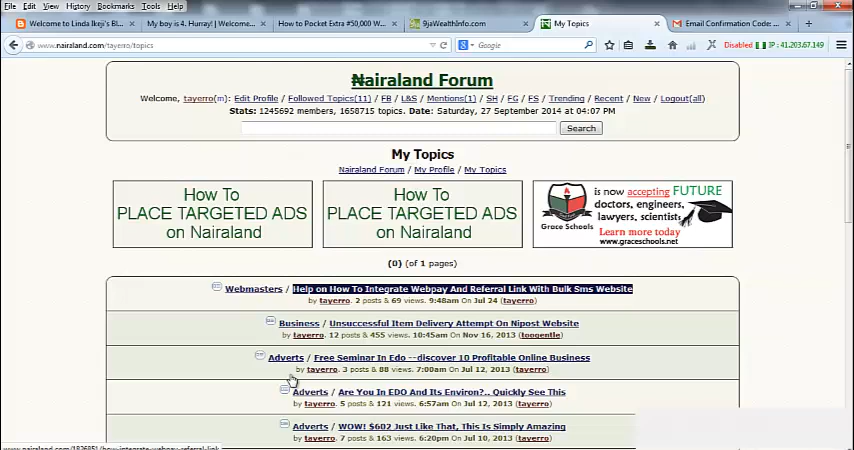 File Edit View History Bookmarks Tools Help
Welcome to Linda Ikeji's Bl...
My boy is 4. Hurray! | Welcome...
How to Pocket Extra #50,000 W...
9jaWealthInfo.com
My Topics
Email Confirmation Code: ...
www.nairaland.com/tayerro/topics
Google
Disabled
IP : 41.203.67.149
₦airaland Forum
Welcome, tayerro(m): Edit Profile / Followed Topics(11) / FB / L&S / Mentions(1) / SH / FG / FS / Trending / Recent / New / Logout(all)
Stats: 1245692 members, 1658715 topics. Date: Saturday, 27 September 2014 at 04:07 PM
Search
My Topics
Nairaland Forum / My Profile / My Topics
How To
PLACE TARGETED ADS
on Nairaland
How To
PLACE TARGETED ADS
on Nairaland
Grace Schools
is now accepting FUTURE
doctors, engineers,
lawyers, scientists
Learn more today
www.graceschools.net
(0) (of 1 pages)
Webmasters / Help on How To Integrate Webpay And Referral Link With Bulk Sms Website
by tayerro. 2 posts & 69 views. 9:48am On Jul 24 (tayerro)
Business / Unsuccessful Item Delivery Attempt On Nipost Website
by tayerro. 12 posts & 455 views. 10:45am On Nov 16, 2013 (toogentle)
Adverts / Free Seminar In Edo --discover 10 Profitable Online Business
by tayerro. 3 posts & 88 views. 7:00am On Jul 12, 2013 (tayerro)
Adverts / Are You In EDO And Its Environ?.. Quickly See This
by tayerro. 5 posts & 121 views. 6:57am On Jul 12, 2013 (tayerro)
Adverts / WOW! $602 Just Like That, This Is Simply Amazing
by tayerro. 7 posts & 163 views. 6:20pm On Jul 10, 2013 (tayerro)